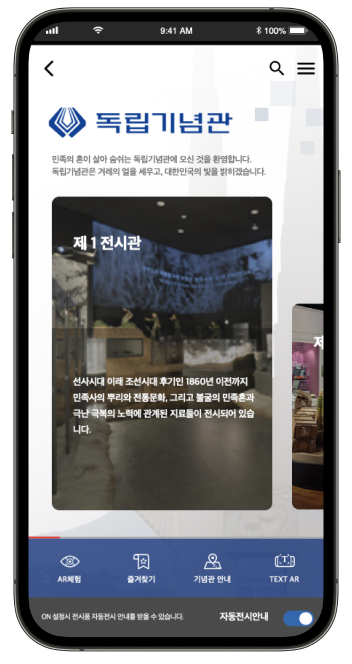 9:41 AM
100%
독립기념관
민족의 혼이 살아 숨쉬는 독립기념관에 오신 것을 환영합니다.
독립기념관은 겨레의 얼을 세우고, 대한민국의 빛을 밝히겠습니다.
제 1 전시관
제
선사시대 이래 조선시대 후기인 1860년 이전까지
민족사의 뿌리와 전통문화, 그리고 불굴의 민족혼과
국난 극복의 노력에 관계된 자료들이 전시되어 있습
니다.
AR체험
즐겨찾기
기념관 안내
TEXT AR
ON 설정시 전시품 자동전시 안내를 받을 수 있습니다.
자동전시안내